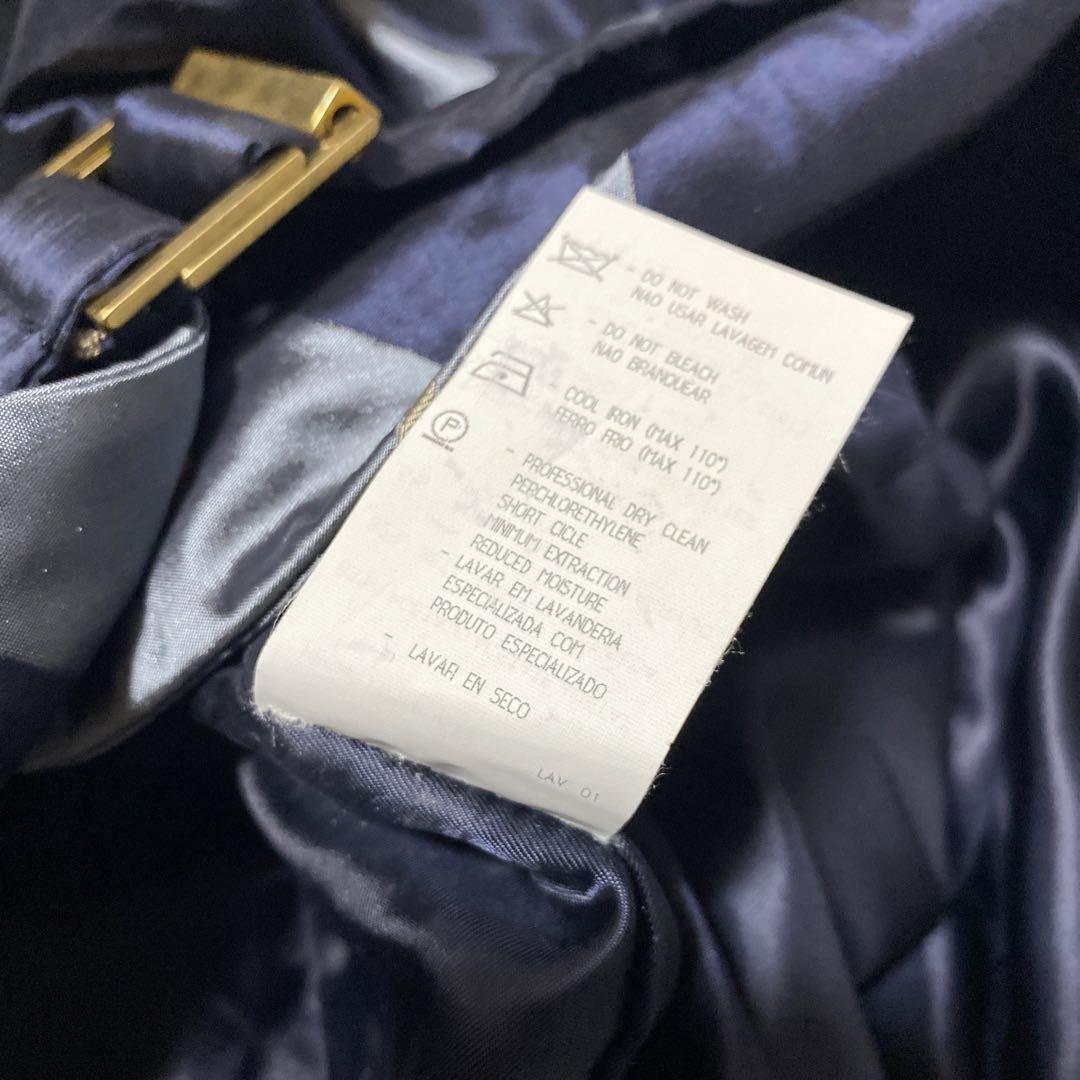 - DO NOT WASH
NAO USAR LAVAGEM COMUN
- DO NOT BLEACH
NAO BRANQUEAR
- COOL IRON (MAX 110°)
FERRO FRIO (MAX 110°)
P
- PROFESSIONAL DRY CLEAN
PERCHLORETHYLENE
SHORT CICLE
MINIMUM EXTRACTION
REDUCED MOISTURE
- LAVAR EM LAVANDERIA
ESPECIALIZADA COM
PRODUTO ESPECIALIZADO
- LAVAR EN SECO
LAV 01